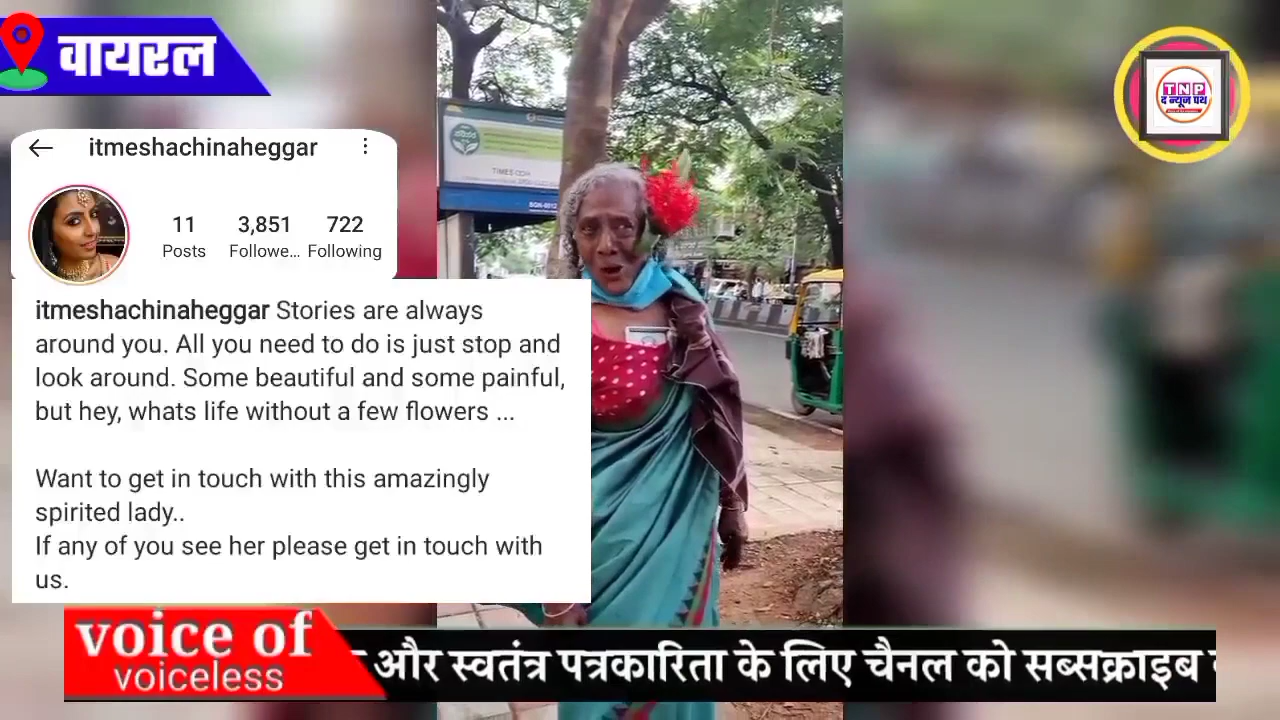 वायरल
TNP
द न्यूज पथ
itmeshachinaheggar
11 3,851 722
Posts Followe... Following
itmeshachinaheggar Stories are always
around you. All you need to do is just stop and
look around. Some beautiful and some painful,
but hey, whats life without a few flowers ...
Want to get in touch with this amazingly
spirited lady..
If any of you see her please get in touch with
us.
TIMES OOH
voice of
voiceless
और स्वतंत्र पत्रकारिता के लिए चैनल को सब्सक्राइब